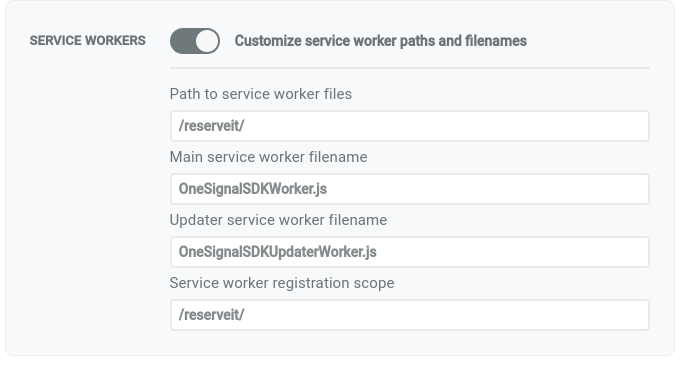 SERVICE WORKERS
Customize service worker paths and filenames
Path to service worker files
/reserveit/
Main service worker filename
OneSignalSDKWorker.js
Updater service worker filename
OneSignalSDKUpdaterWorker.js
Service worker registration scope
/reserveit/